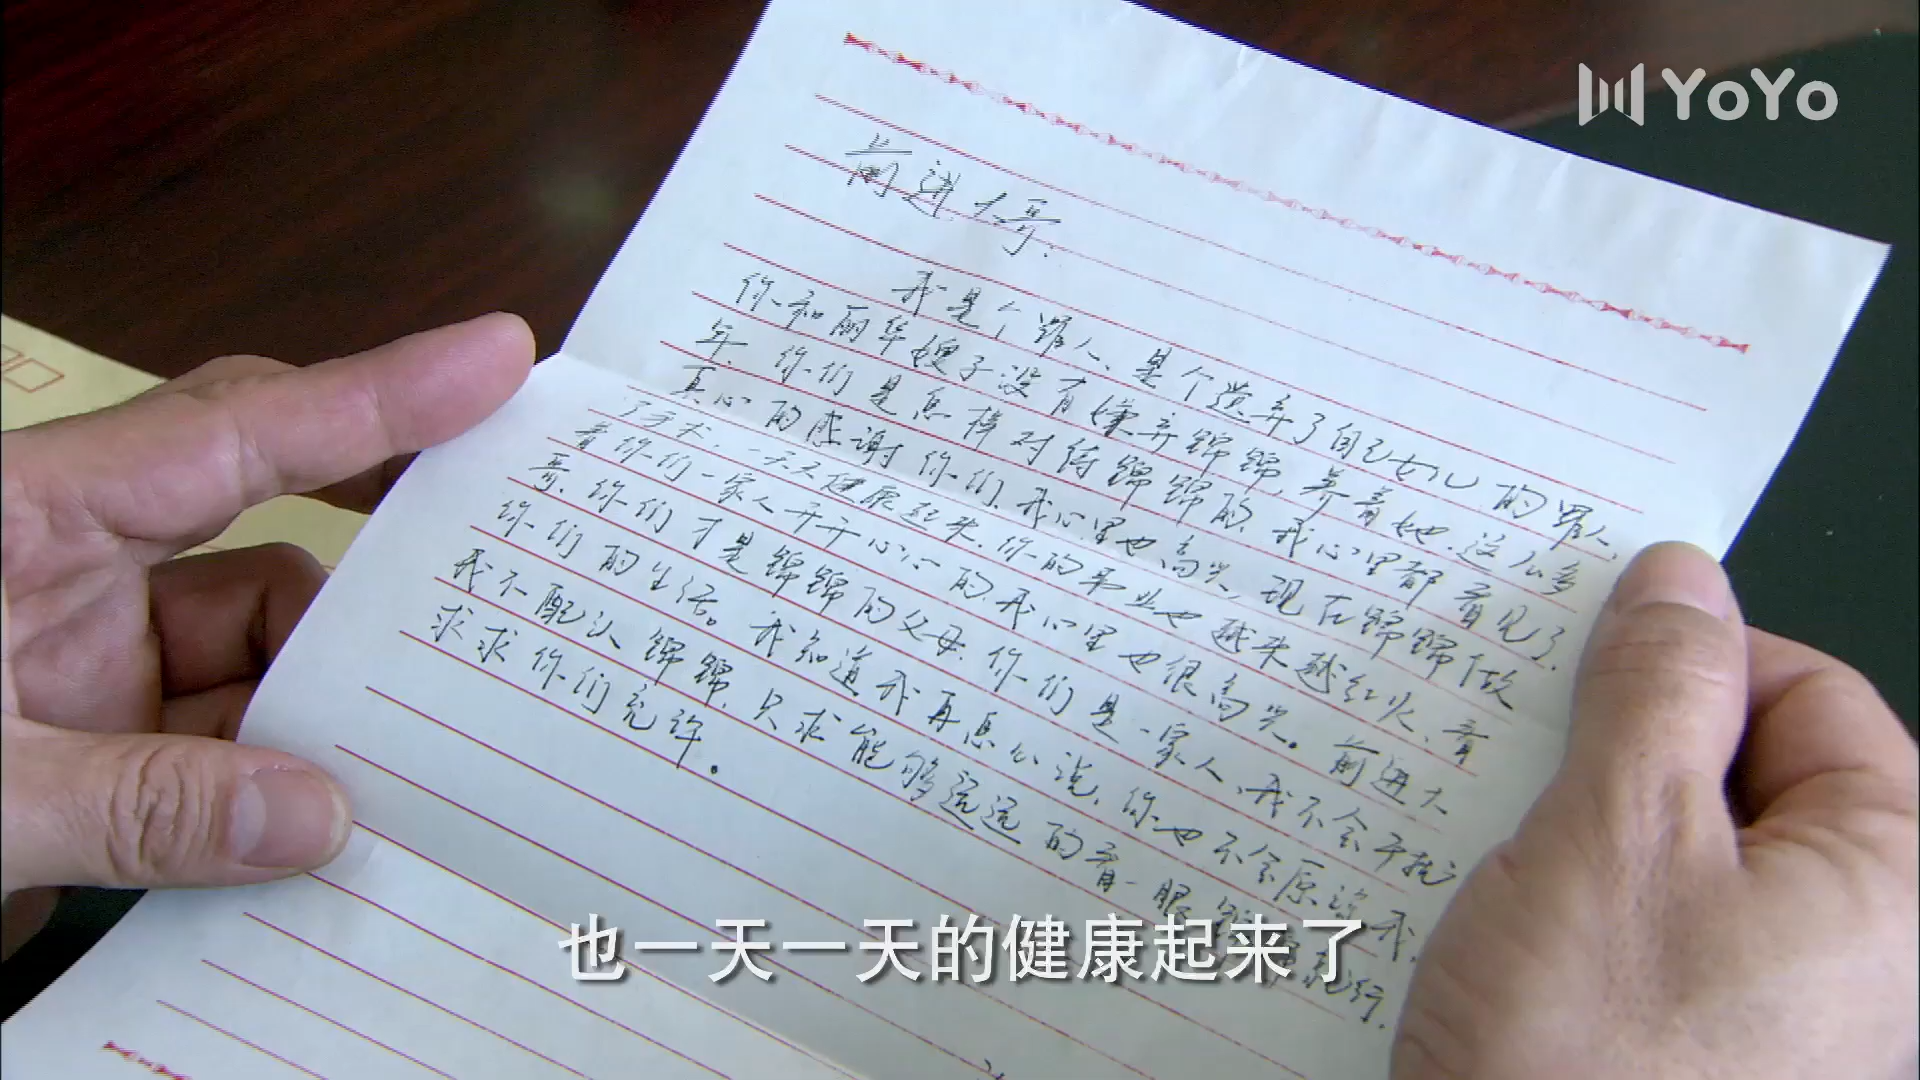 YoYo
前进大哥：
我是个罪人、是个遗弃了自己女儿的罪人，
你和丽华嫂子没有嫌弃锦锦，养育她，这么多
年，你们是怎样对待锦锦的，我心里都看见了，
真心的感谢你们，我心里也高兴，现在锦锦做
了手术，一天天健康起来，你的事业也越来越红火，看
着你们一家人开开心心的，我心里也很高兴。前进大
哥，你们才是锦锦的父母，你们是一家人，我不会打扰
你们的生活。我知道我再怎么说，你也不会原谅我，
我不配认锦锦，只求能够远远的看一眼锦锦就行，
求求你们允许。
也一天一天的健康起来了